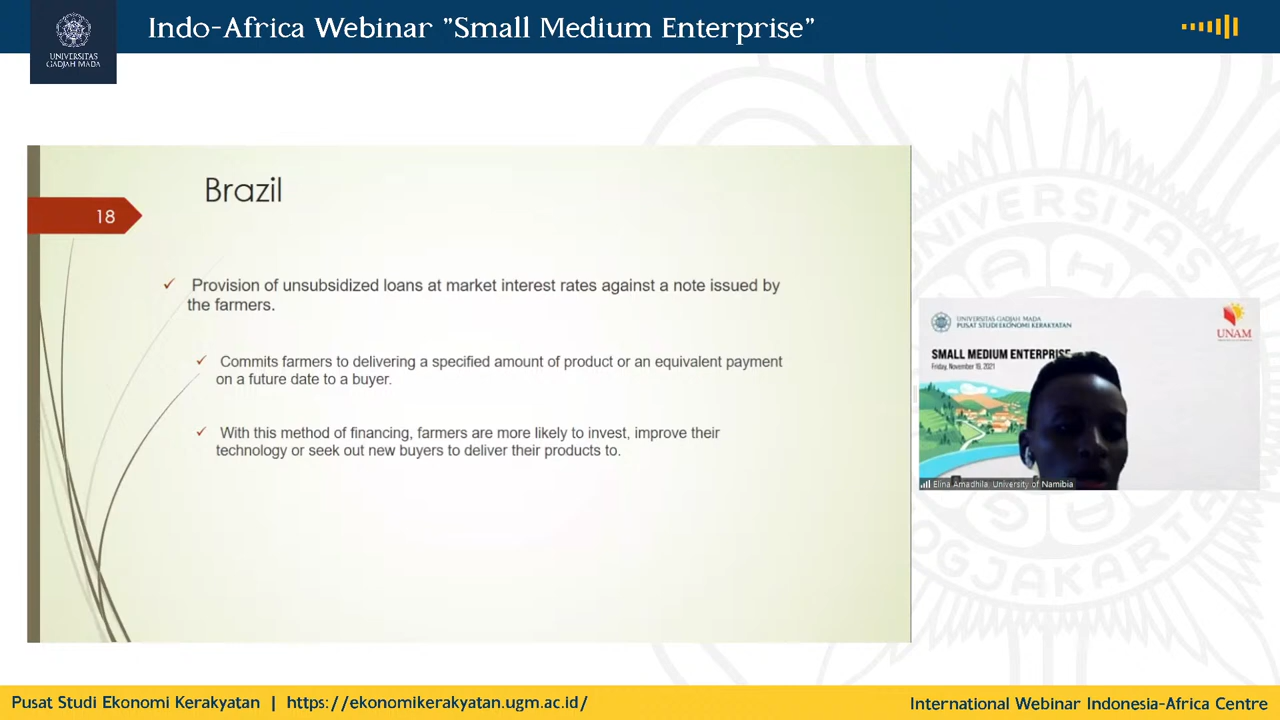 Indo-Africa Webinar "Small Medium Enterprise"
UNIVERSITAS
GADJAH MADA
Brazil
18
✓ Provision of unsubsidized loans at market interest rates against a note issued by
the farmers.
✓ Commits farmers to delivering a specified amount of product or an equivalent payment
on a future date to a buyer.
✓ With this method of financing, farmers are more likely to invest, improve their
technology or seek out new buyers to deliver their products to.
UNIVERSITAS GADJAH MADA
PUSAT STUDI EKONOMI KERAKYATAN
UNAM
SMALL MEDIUM ENTERPRISE
Friday, November 19, 2021
Elina Amadhila. University of Namibia
UNIVERSITAS
GADJAH
YOGJAKARTA
Pusat Studi Ekonomi Kerakyatan | https://ekonomikerakyatan.ugm.ac.id/
International Webinar Indonesia-Africa Centre